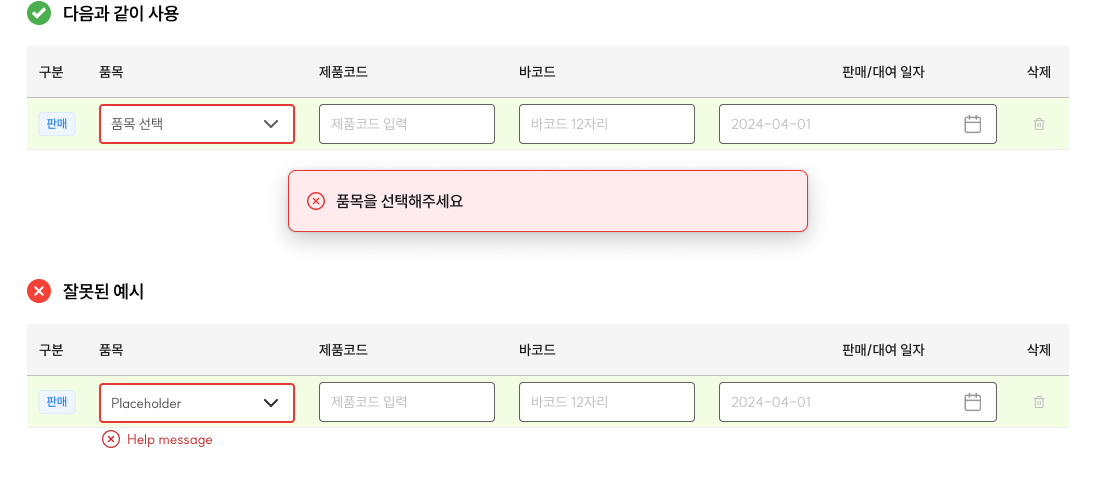 다음과 같이 사용
구분 품목 제품코드 바코드 판매/대여 일자 삭제
판매 품목 선택 제품코드 입력 바코드 12자리 2024-04-01
품목을 선택해주세요
잘못된 예시
구분 품목 제품코드 바코드 판매/대여 일자 삭제
판매 Placeholder 제품코드 입력 바코드 12자리 2024-04-01
Help message